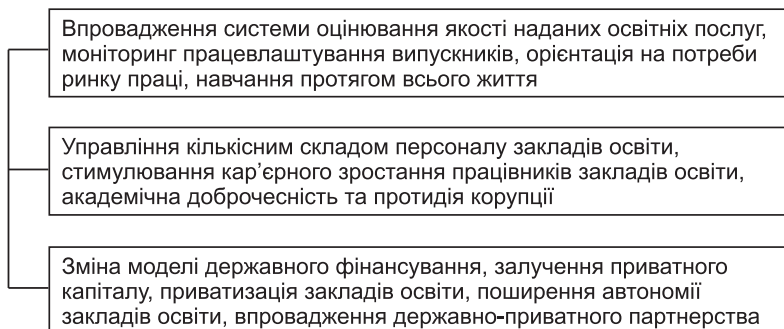 Впровадження системи оцінювання якості наданих освітніх послуг,
моніторинг працевлаштування випускників, орієнтація на потреби
ринку праці, навчання протягом всього життя
Управління кількісним складом персоналу закладів освіти,
стимулювання кар’єрного зростання працівників закладів освіти,
академічна доброчесність та протидія корупції
Зміна моделі державного фінансування, залучення приватного
капіталу, приватизація закладів освіти, поширення автономії
закладів освіти, впровадження державно-приватного партнерства